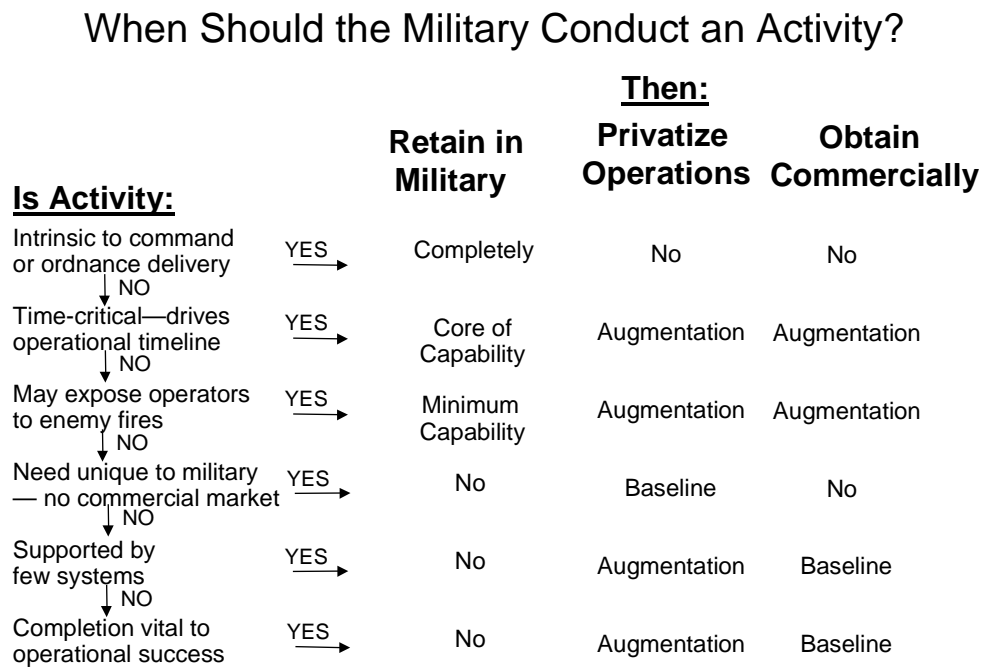 When Should the Military Conduct an Activity?
Then:
Retain in
Military
Privatize
Operations
Obtain
Commercially
Is Activity:
Intrinsic to command
or ordnance delivery
YES
Completely
No
No
NO
Time-critical—drives
operational timeline
YES
Core of
Capability
Augmentation
Augmentation
NO
May expose operators
to enemy fires
YES
Minimum
Capability
Augmentation
Augmentation
NO
Need unique to military
— no commercial market
YES
No
Baseline
No
NO
Supported by
few systems
YES
No
Augmentation
Baseline
NO
Completion vital to
operational success
YES
No
Augmentation
Baseline